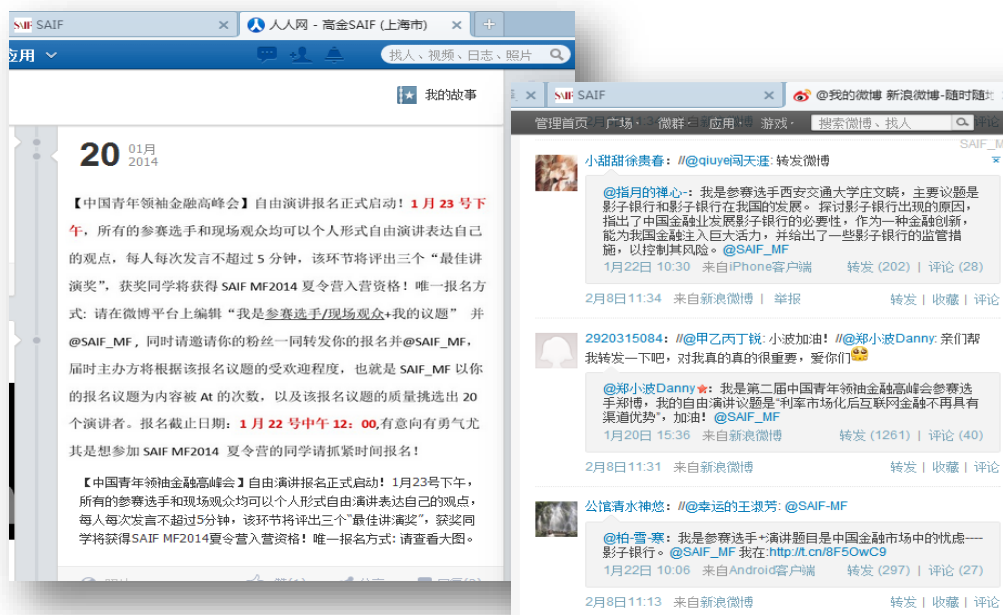 SAIF
人人网 - 高金SAIF (上海市)
应用
找人、视频、日志、照片
我的故事
20 01月
2014
【中国青年领袖金融高峰会】自由演讲报名正式启动！1 月 23 号下
午，所有的参赛选手和现场观众均可以个人形式自由演讲表达自己
的观点，每人每次发言不超过 5 分钟，该环节将评出三个“最佳讲
演奖”，获奖同学将获得 SAIF MF2014 夏令营入营资格！唯一报名方
式: 请在微博平台上编辑“我是参赛选手/现场观众+我的议题” 并
@SAIF_MF，同时请邀请你的粉丝一同转发你的报名并@SAIF_MF，
届时主办方将根据该报名议题的受欢迎程度，也就是 SAIF_MF 以你
的报名议题为内容被 At 的次数，以及该报名议题的质量挑选出 20
个演讲者。报名截止日期：1 月 22 号中午 12：00,有意向有勇气尤
其是想参加 SAIF MF2014 夏令营的同学请抓紧时间报名！
【中国青年领袖金融高峰会】自由演讲报名正式启动！1月23号下午，
所有的参赛选手和现场观众均可以个人形式自由演讲表达自己的观点，
每人每次发言不超过5分钟，该环节将评出三个“最佳讲演奖”，获奖同
学将获得SAIF MF2014夏令营入营资格！唯一报名方式: 请查看大图。
SAIF
@我的微博 新浪微博-随时随地
管理首页 广场 微群 应用 游戏 搜索微博、找人
评论
SAIF_M
小甜甜徐贵春：//@qiuye闯天涯: 转发微博
@指月的禅心-：我是参赛选手西安交通大学庄文晓，主要议题是
影子银行和影子银行在我国的发展。 探讨影子银行出现的原因，
指出了中国金融业发展影子银行的必要性，作为一种金融创新，
能为我国金融注入巨大活力，并给出了一些影子银行的监管措
施，以控制其风险。@SAIF_MF
1月22日 10:30 来自iPhone客户端 转发 (202) | 评论 (28)
2月8日11:34 来自新浪微博 | 举报 转发 | 收藏 | 评论
2920315084：//@甲乙丙丁锐: 小波加油！//@郑小波Danny: 亲们帮
我转发一下吧，对我真的真的很重要，爱你们
@郑小波Danny：我是第二届中国青年领袖金融高峰会参赛选
手郑博，我的自由演讲议题是“利率市场化后互联网金融不再具有
渠道优势”，加油！@SAIF_MF
1月20日 15:36 来自新浪微博 转发 (1261) | 评论 (40)
2月8日11:31 来自新浪微博 转发 | 收藏 | 评论
公馆清水神悠：//@幸运的王淑芳: @SAIF-MF
@柏-雪-寒：我是参赛选手+演讲题目是中国金融市场中的忧虑----
影子银行。@SAIF_MF 我在:http://t.cn/8F5OwC9
1月22日 10:06 来自Android客户端 转发 (297) | 评论 (27)
2月8日11:13 来自新浪微博 转发 | 收藏 | 评论